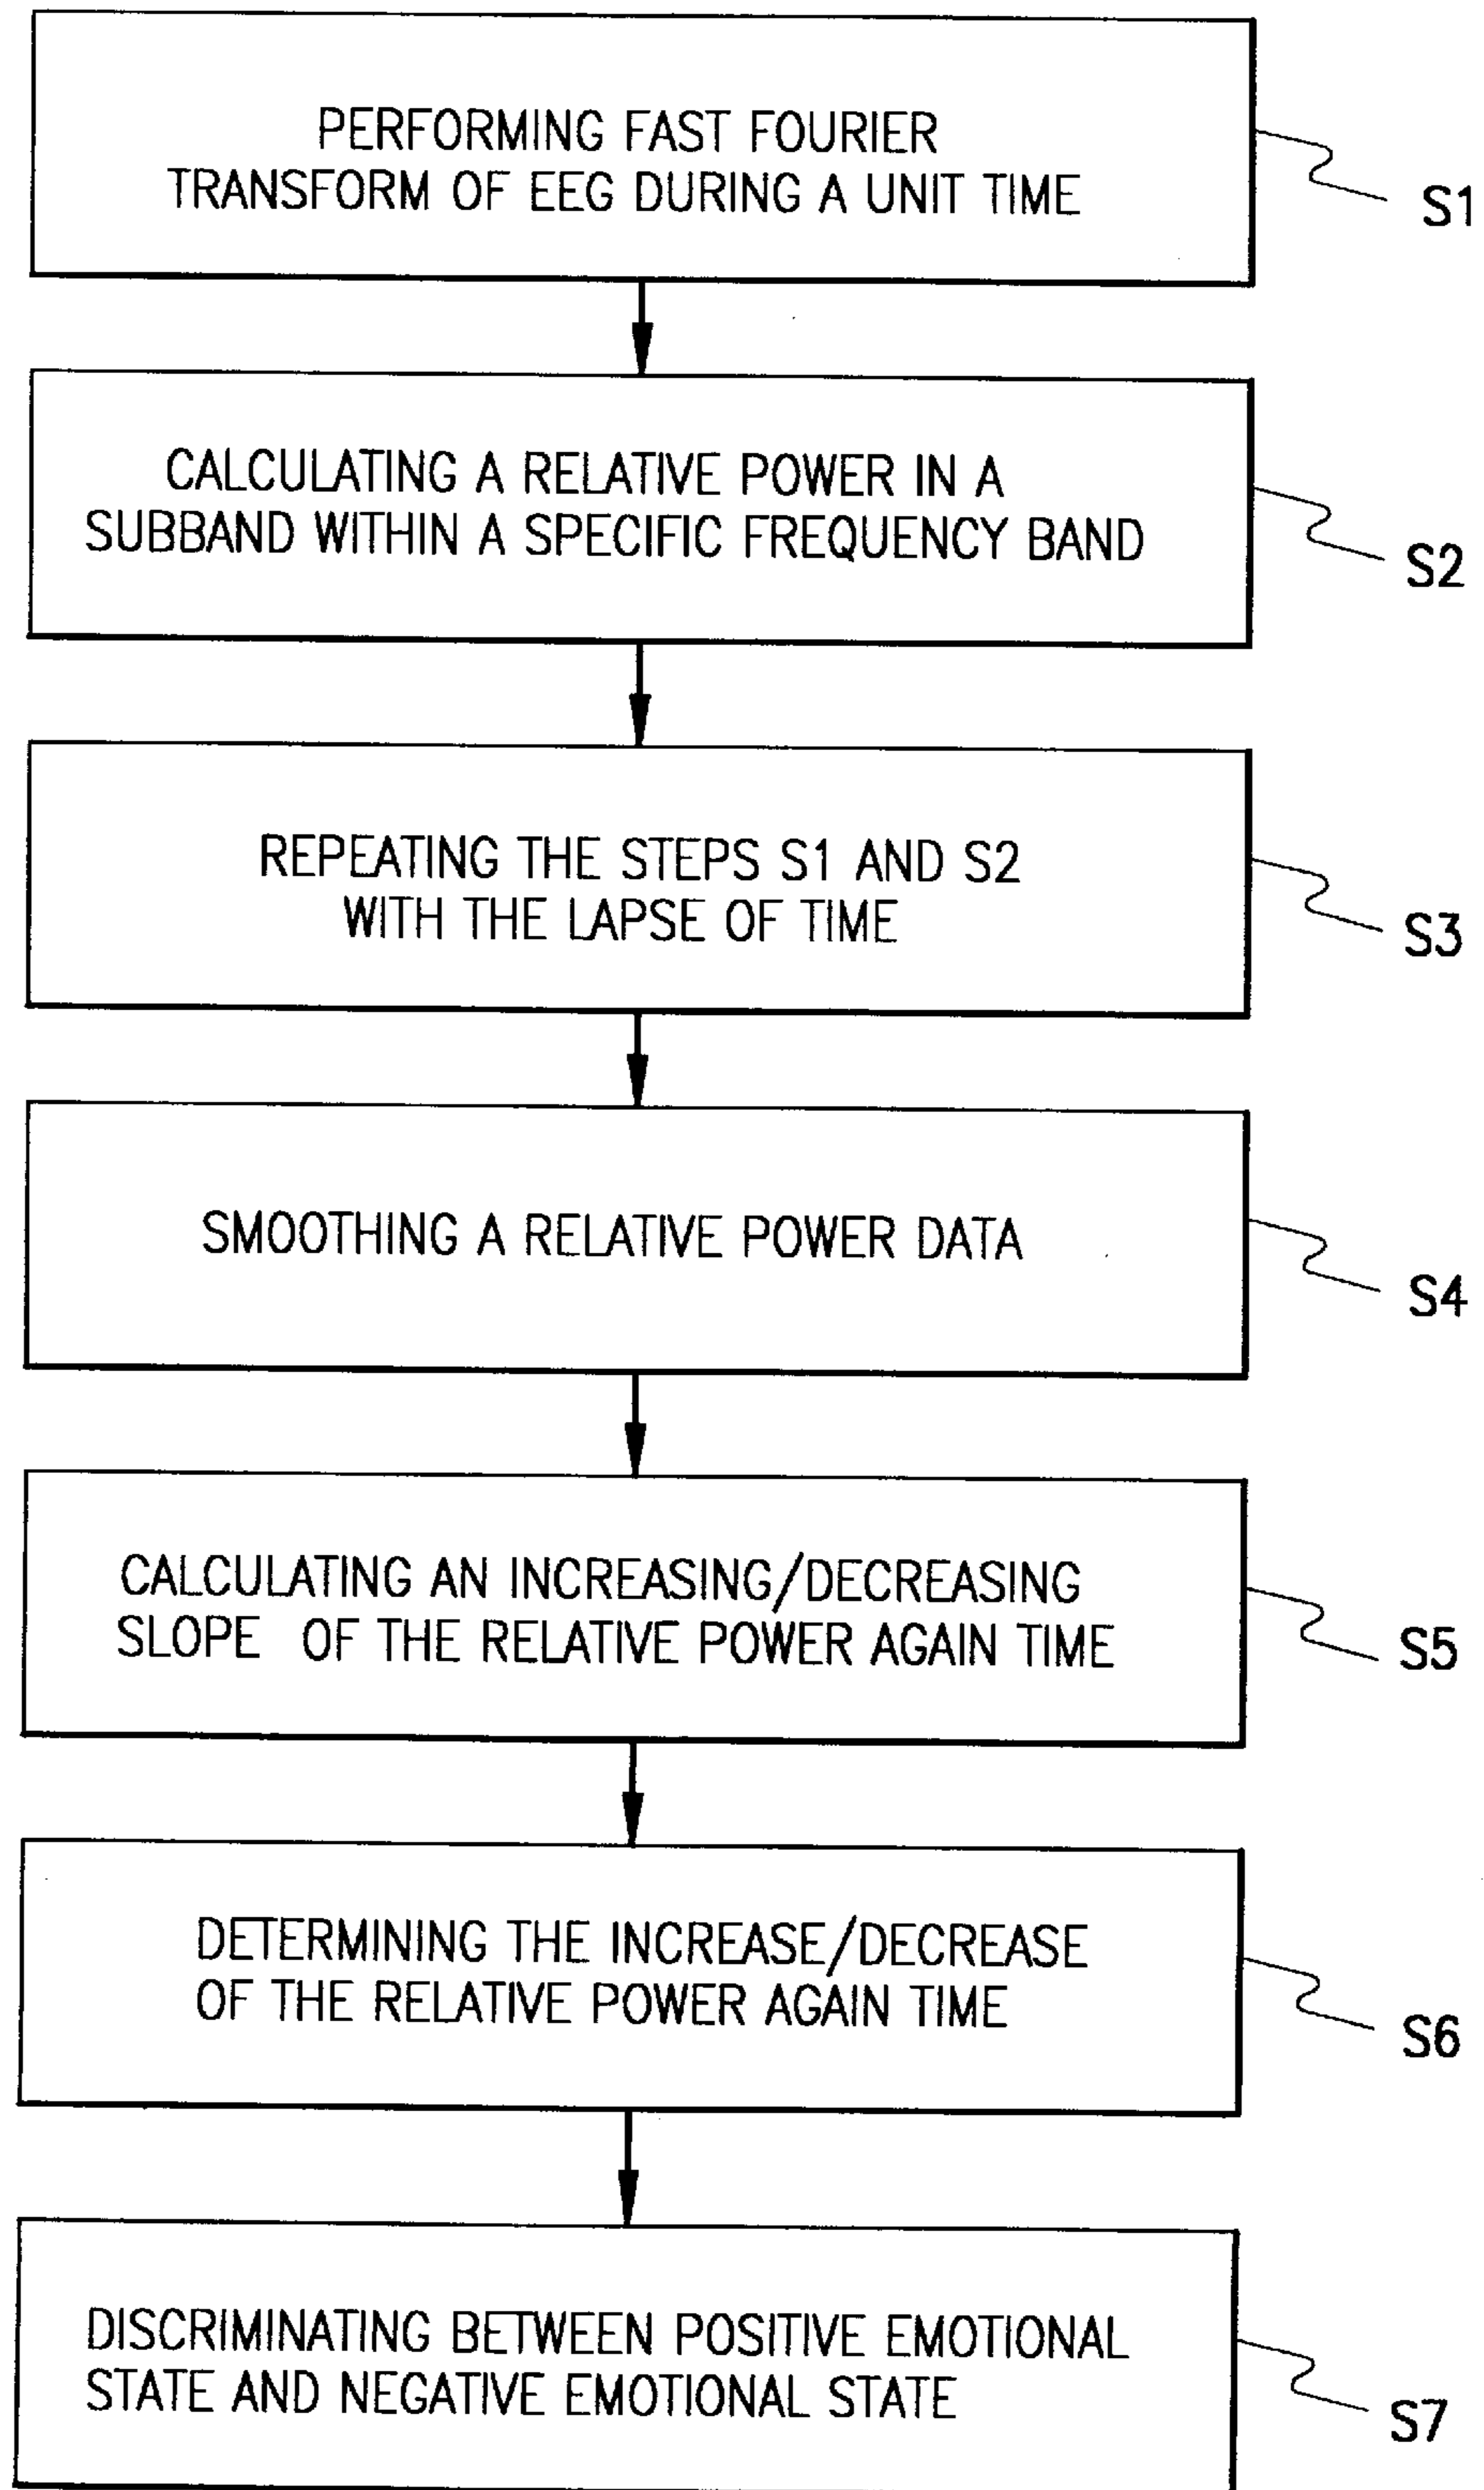 PERFORMING FAST FOURIER
TRANSFORM OF EEG DURING A UNIT TIME
S1
CALCULATING A RELATIVE POWER IN A
SUBBAND WITHIN A SPECIFIC FREQUENCY BAND
S2
REPEATING THE STEPS S1 AND S2
WITH THE LAPSE OF TIME
S3
SMOOTHING A RELATIVE POWER DATA
S4
CALCULATING AN INCREASING/DECREASING
SLOPE OF THE RELATIVE POWER AGAIN TIME
S5
DETERMINING THE INCREASE/DECREASE
OF THE RELATIVE POWER AGAIN TIME
S6
DISCRIMINATING BETWEEN POSITIVE EMOTIONAL
STATE AND NEGATIVE EMOTIONAL STATE
S7